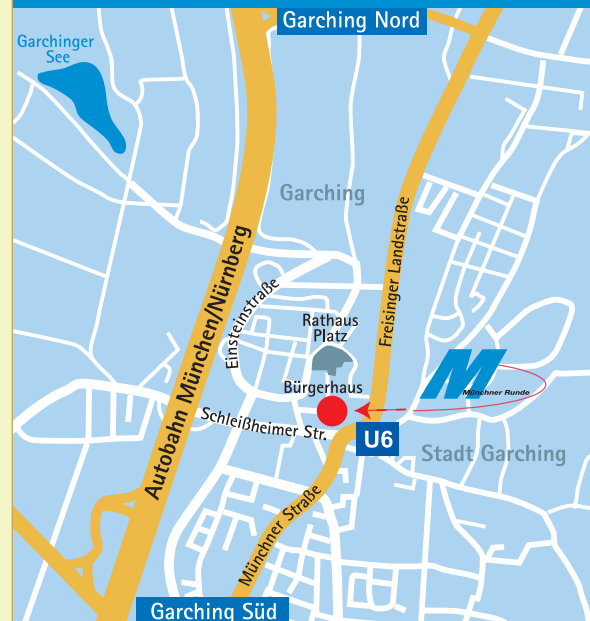 Garching Nord
Garchinger
See
Garching
Autobahn München/Nürnberg
Einsteinstraße
Freisinger Landstraße
Rathaus
Platz
Bürgerhaus
M
Münchner Runde
Schleißheimer Str.
U6
Stadt Garching
Münchner Straße
Garching Süd